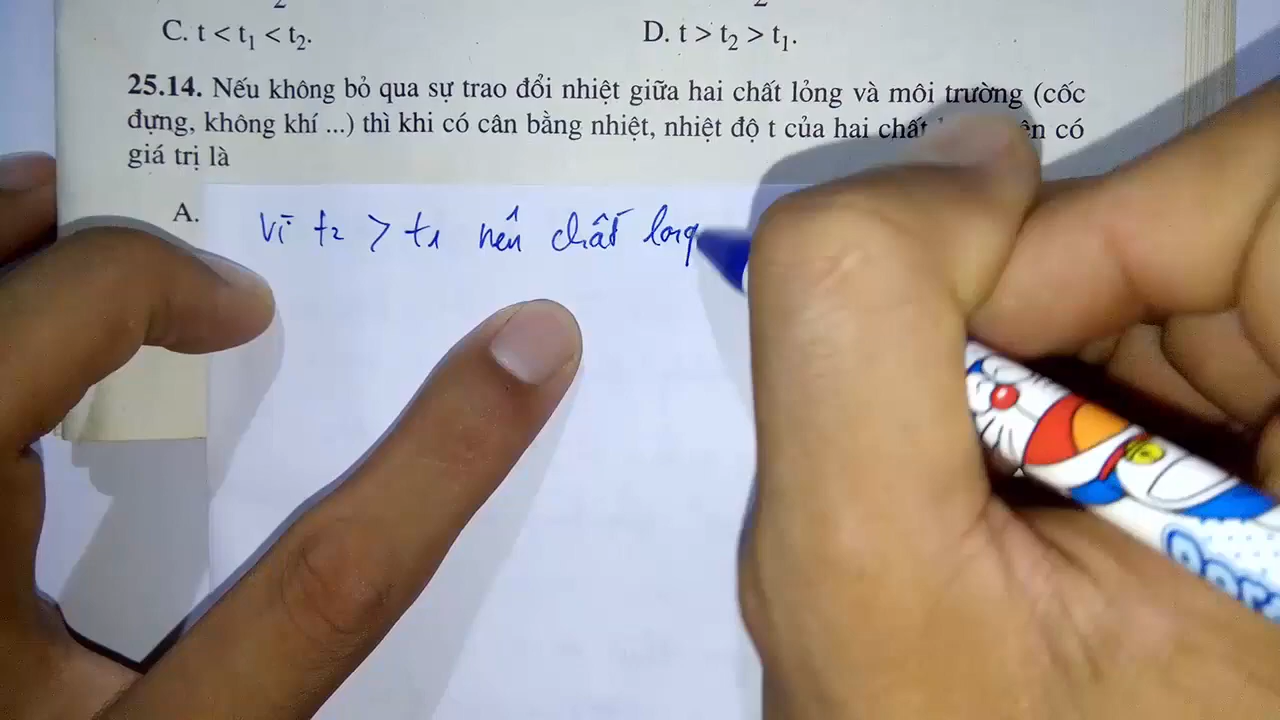 C. t < t₁ < t₂.
D. t > t₂ > t₁.
25.14. Nếu không bỏ qua sự trao đổi nhiệt giữa hai chất lỏng và môi trường (cốc
đựng, không khí ...) thì khi có cân bằng nhiệt, nhiệt độ t của hai chất có
giá trị là
A.
Vì t₂ > t₁ nên chất lỏng